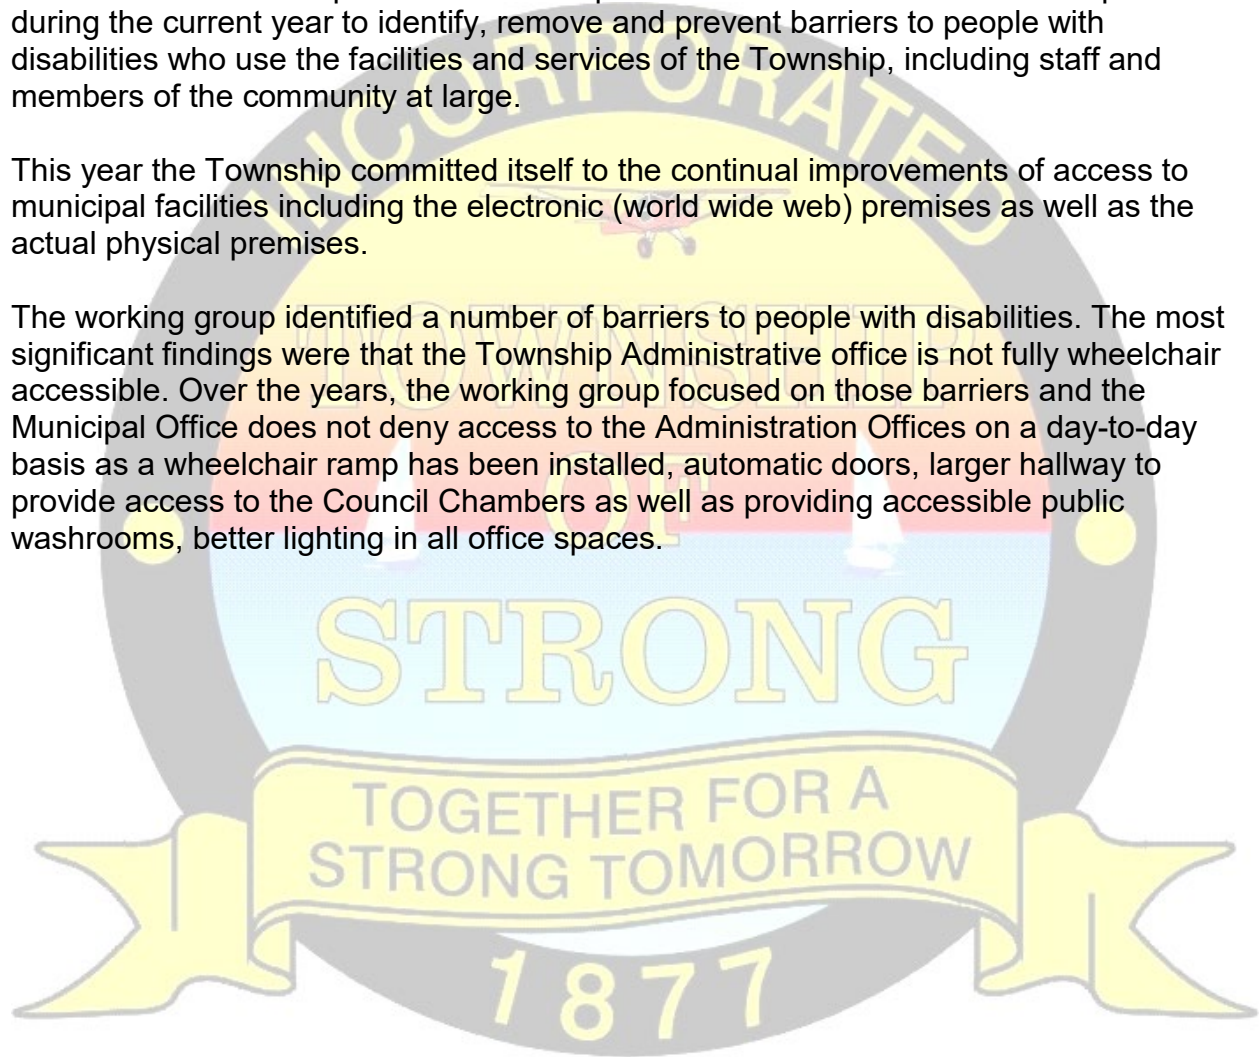 during the current year to identify, remove and prevent barriers to people with
disabilities who use the facilities and services of the Township, including staff and
members of the community at large.
This year the Township committed itself to the continual improvements of access to
municipal facilities including the electronic (world wide web) premises as well as the
actual physical premises.
The working group identified a number of barriers to people with disabilities. The most
significant findings were that the Township Administrative office is not fully wheelchair
accessible. Over the years, the working group focused on those barriers and the
Municipal Office does not deny access to the Administration Offices on a day-to-day
basis as a wheelchair ramp has been installed, automatic doors, larger hallway to
provide access to the Council Chambers as well as providing accessible public
washrooms, better lighting in all office spaces.
INCORPORATED
TOWNSHIP
OF
STRONG
TOGETHER FOR A
STRONG TOMORROW
1877